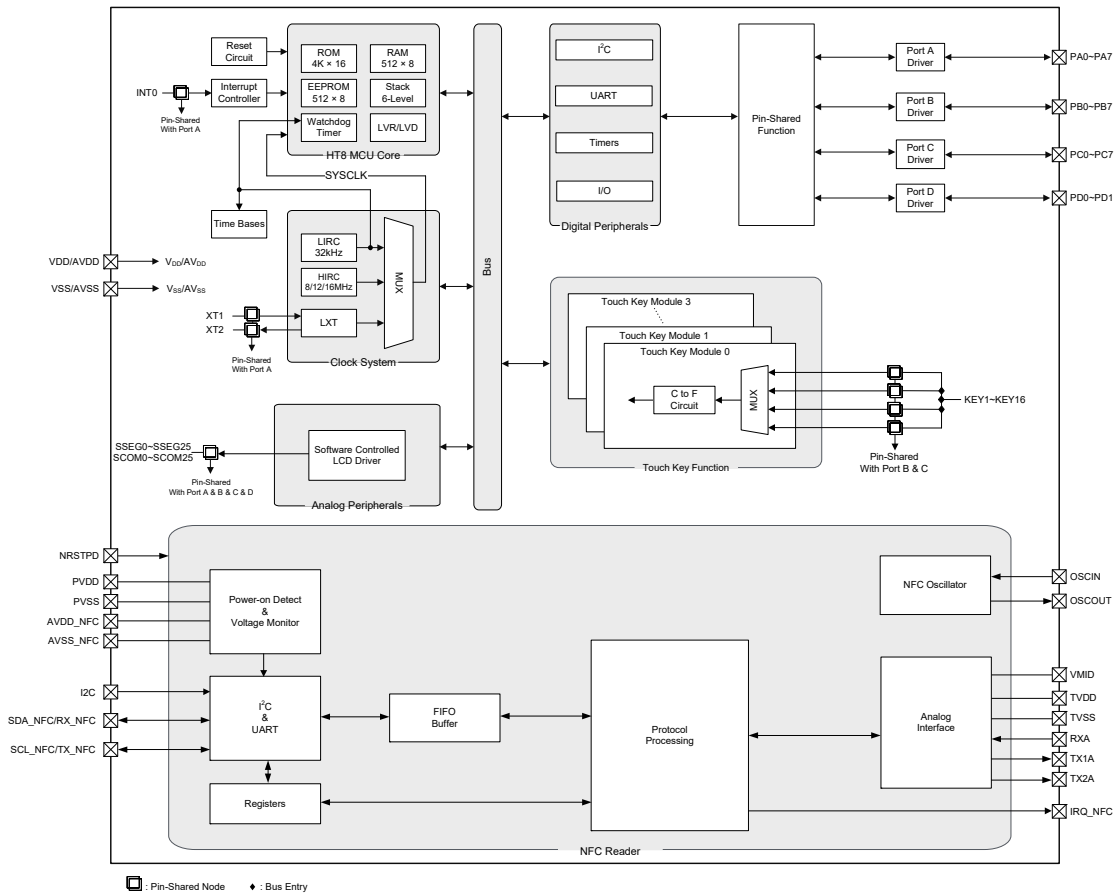 Reset
Circuit
INT0
Interrupt
Controller
Pin-Shared
With Port A
ROM
4K × 16
RAM
512 × 8
EEPROM
512 × 8
Stack
6-Level
Watchdog
Timer
LVR/LVD
HT8 MCU Core
SYSCLK
Time Bases
LIRC
32kHz
HIRC
8/12/16MHz
LXT
MUX
Clock System
VDD/AVDD
VDD/AVDD
VSS/AVSS
VSS/AVSS
XT1
XT2
Pin-Shared
With Port A
SSEG0~SSEG25
SCOM0~SCOM25
Pin-Shared
With Port A & B & C & D
Software Controlled
LCD Driver
Analog Peripherals
Bus
I²C
UART
Timers
I/O
Digital Peripherals
Pin-Shared
Function
Port A
Driver
PA0~PA7
Port B
Driver
PB0~PB7
Port C
Driver
PC0~PC7
Port D
Driver
PD0~PD1
Touch Key Module 3
Touch Key Module 1
Touch Key Module 0
C to F
Circuit
MUX
KEY1~KEY16
Pin-Shared
With Port B & C
Touch Key Function
NRSTPD
PVDD
PVSS
AVDD_NFC
AVSS_NFC
Power-on Detect
&
Voltage Monitor
I2C
SDA_NFC/RX_NFC
SCL_NFC/TX_NFC
I²C
&
UART
Registers
FIFO
Buffer
Protocol
Processing
NFC Oscillator
OSCIN
OSCOUT
Analog
Interface
VMID
TVDD
TVSS
RXA
TX1A
TX2A
IRQ_NFC
NFC Reader
: Pin-Shared Node
: Bus Entry